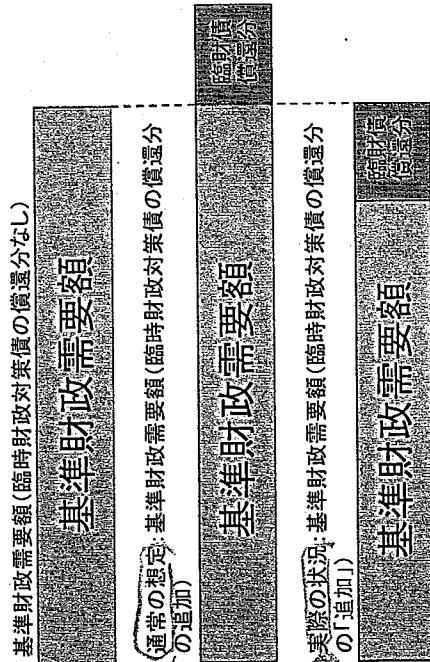 基準財政需要額(臨時財政対策債の償還分なし)
基準財政需要額
通常の想定:基準財政需要額(臨時財政対策債の償還分
の追加)
基準財政需要額
臨財債
償還分
実際の状況:基準財政需要額(臨時財政対策債の償還分
の「追加」)
基準財政需要額
臨財債
償還分